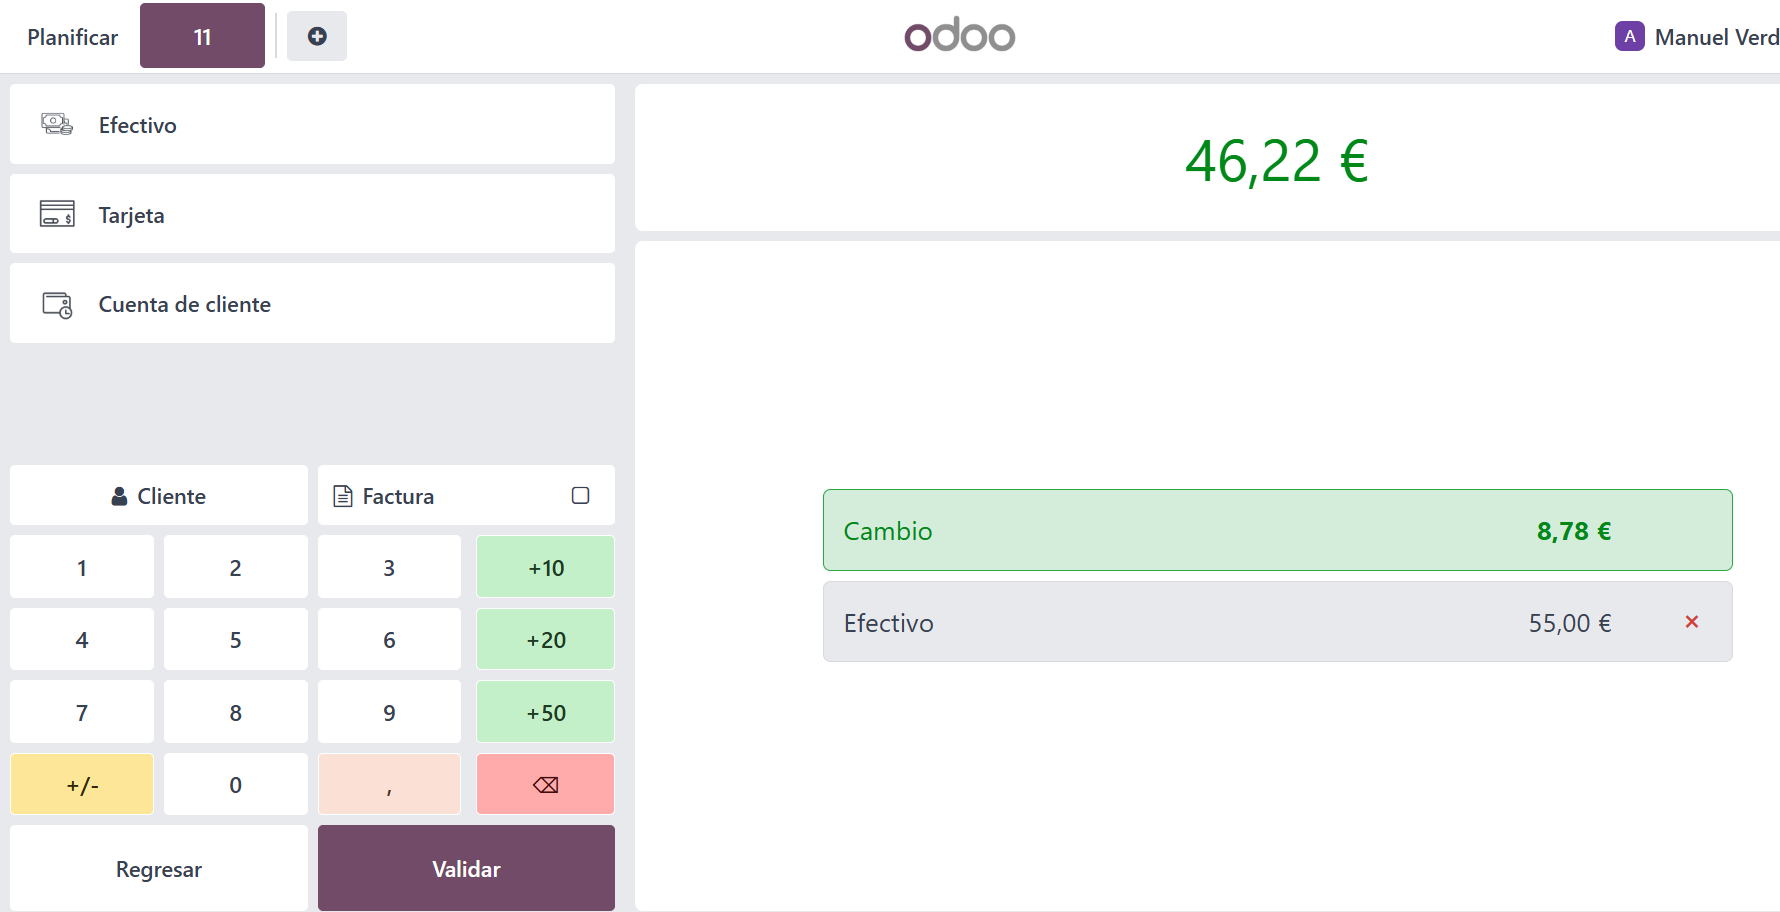 Planificar 11 odoo A Manuel Verd
Efectivo
Tarjeta
Cuenta de cliente
46,22 €
Cliente Factura
1 2 3 +10
4 5 6 +20
7 8 9 +50
+/- 0 , ⌫
Regresar Validar
Cambio 8,78 €
Efectivo 55,00 € ×